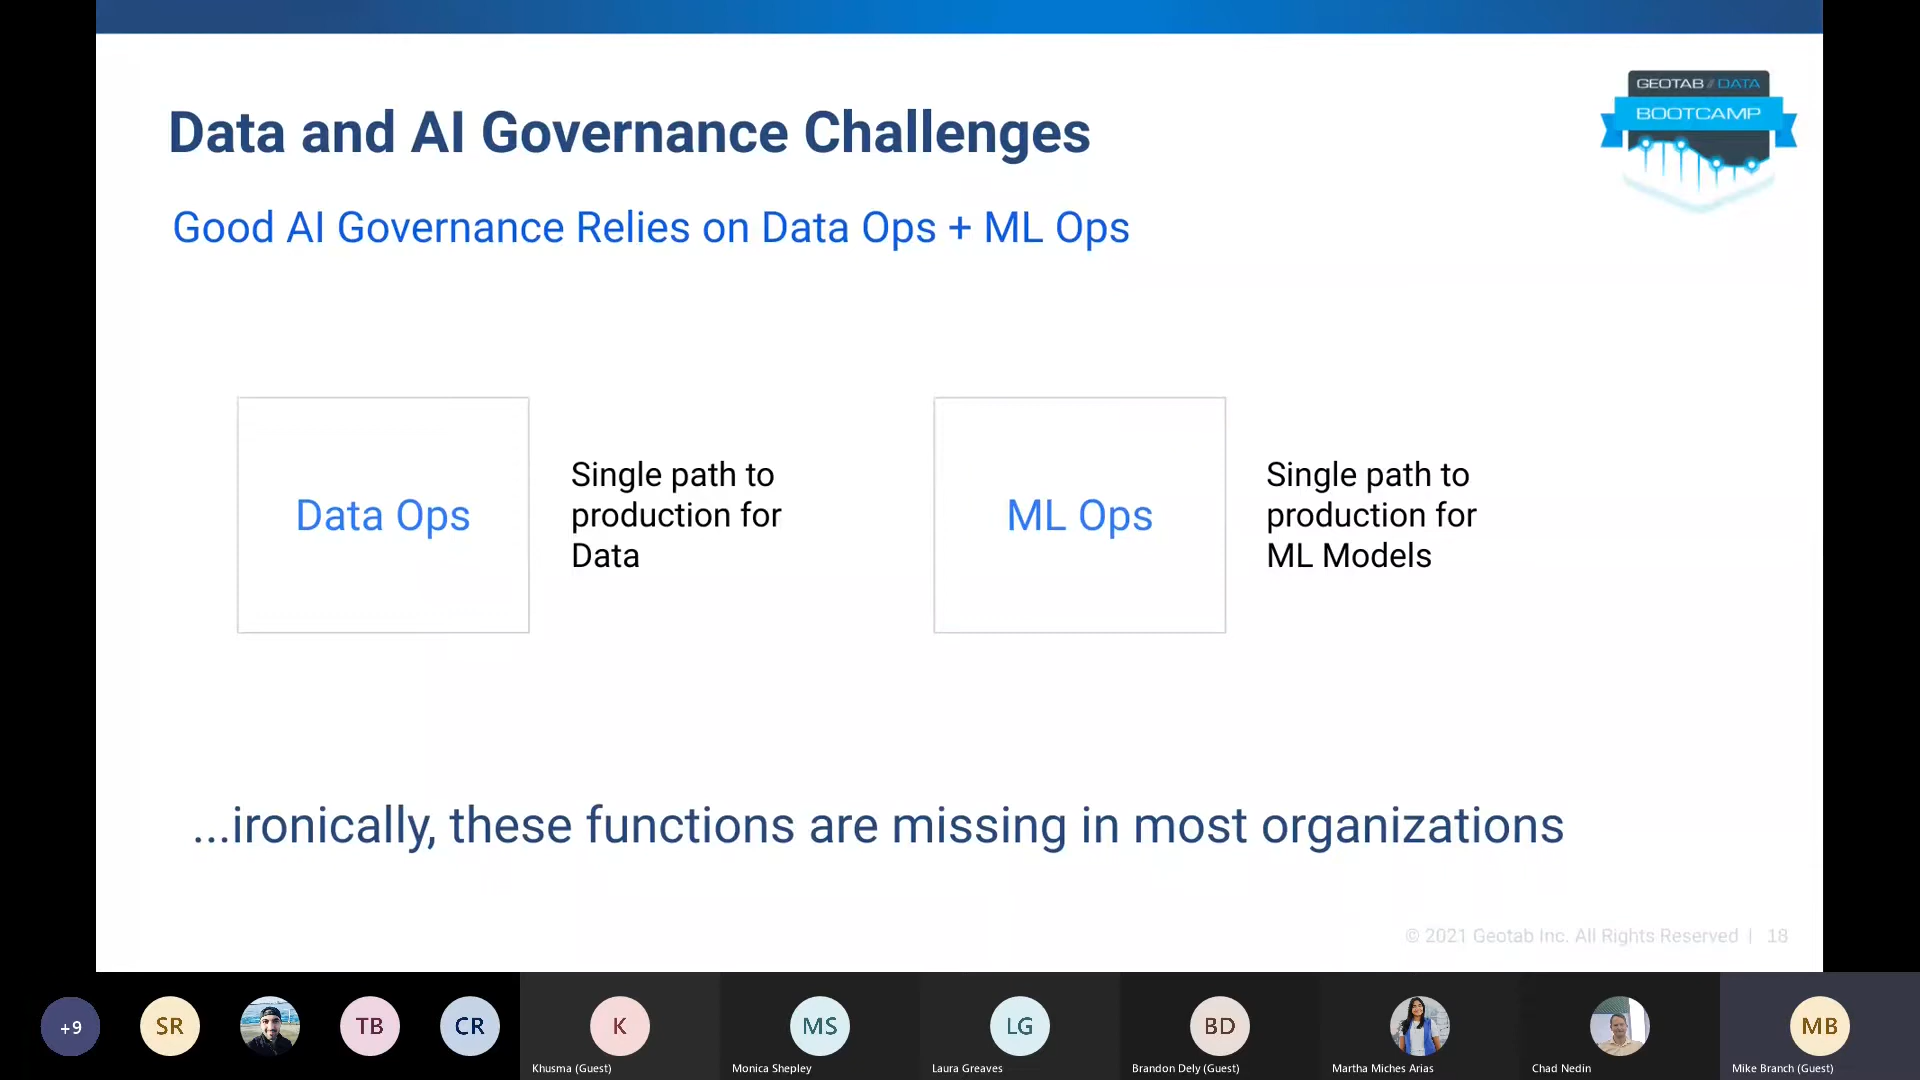 GEOTAB // DATA
BOOTCAMP
Data and AI Governance Challenges
Good AI Governance Relies on Data Ops + ML Ops
Data Ops
Single path to
production for
Data
ML Ops
Single path to
production for
ML Models
...ironically, these functions are missing in most organizations
© 2021 Geotab Inc. All Rights Reserved | 18
+9
SR
TB
CR
K
Khusma (Guest)
MS
Monica Shepley
LG
Laura Greaves
BD
Brandon Dely (Guest)
Martha Miches Arias
Chad Nedin
MB
Mike Branch (Guest)